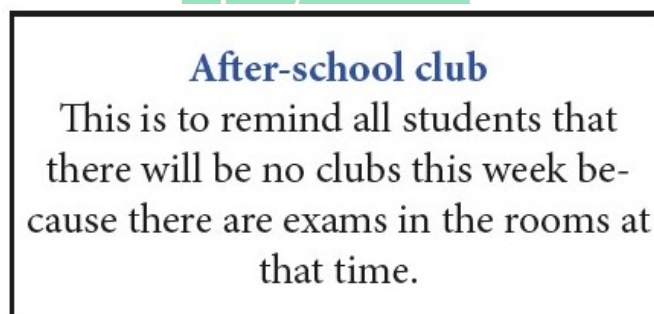 After-school club
This is to remind all students that
there will be no clubs this week be-
cause there are exams in the rooms at
that time.